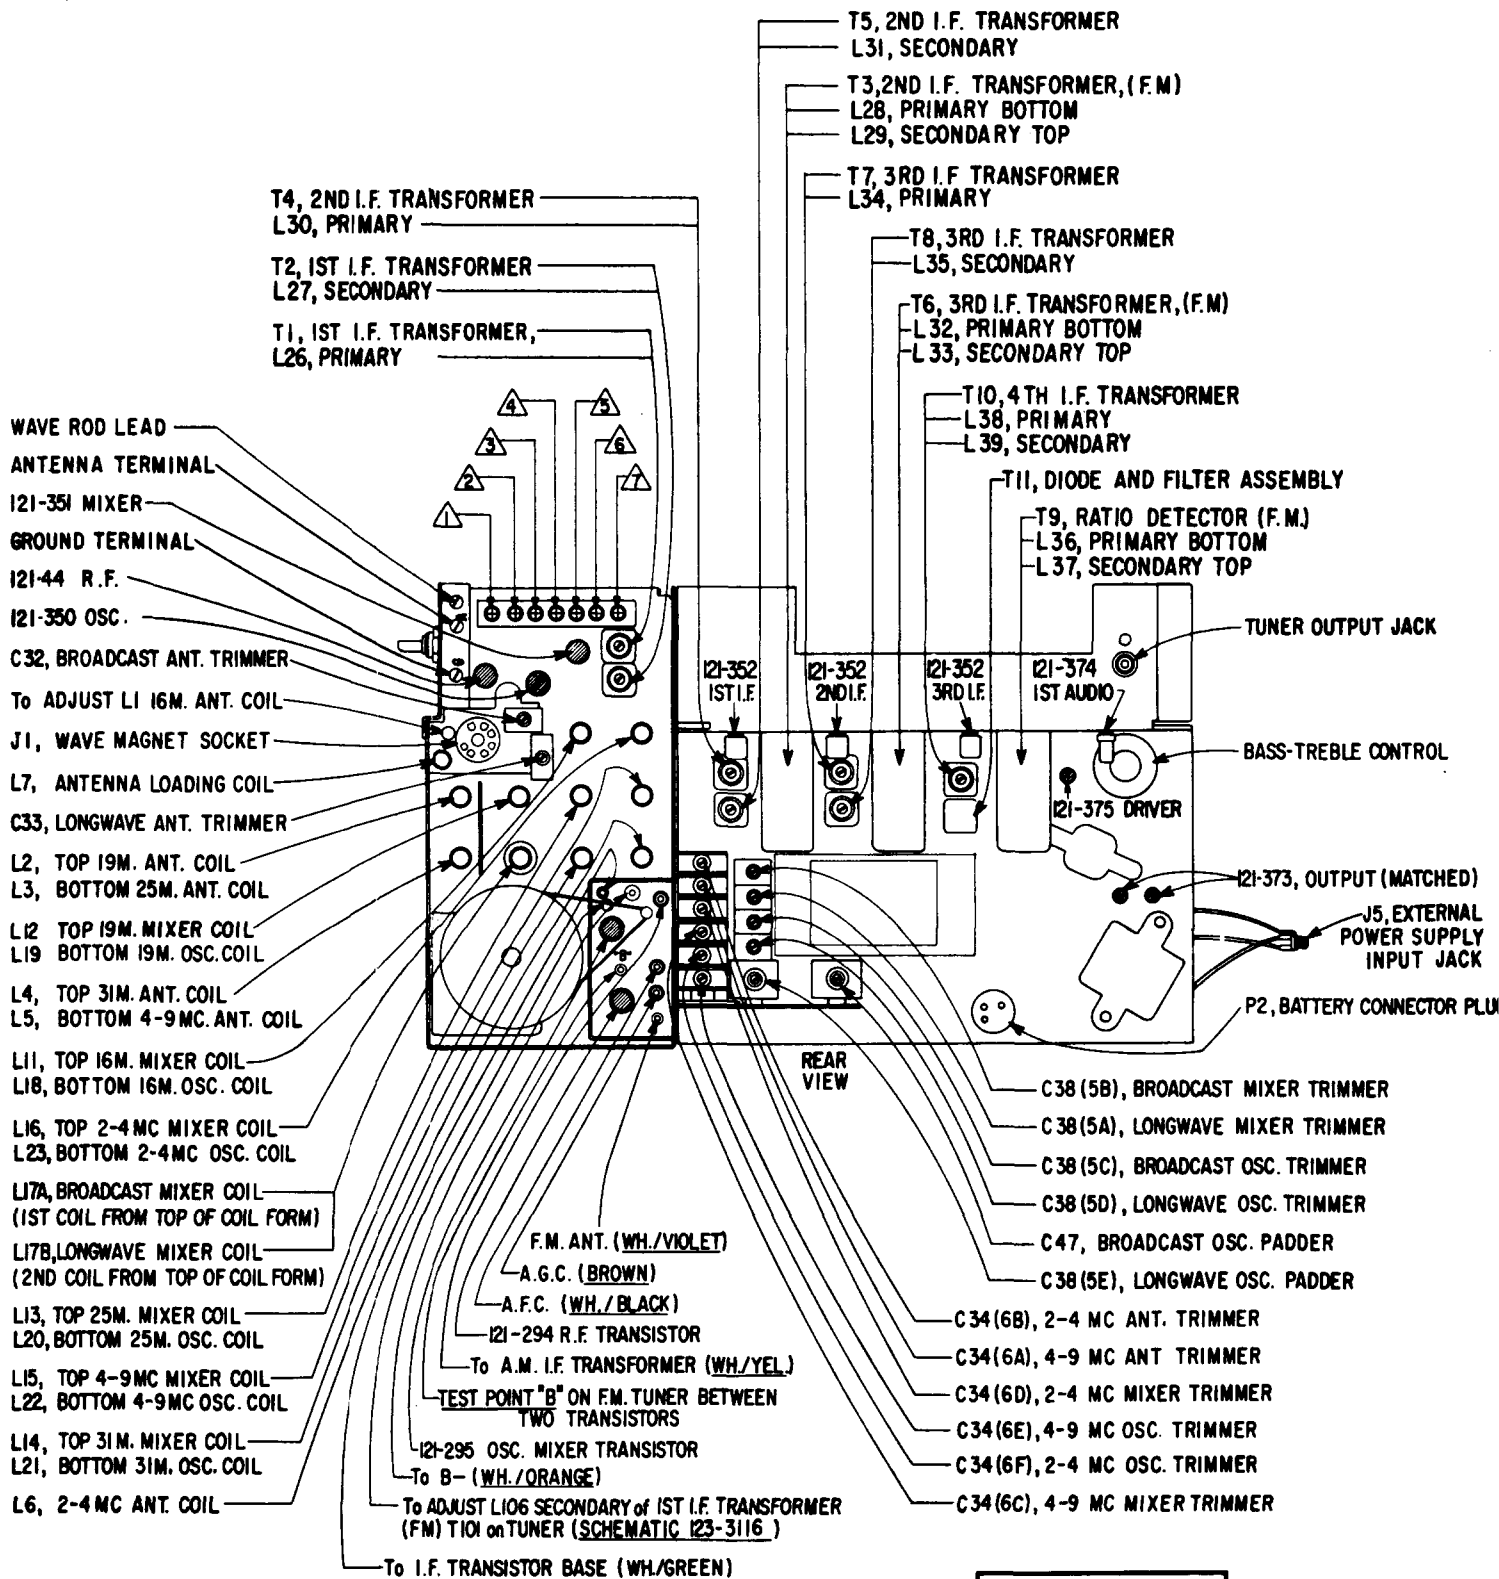 T5, 2ND I.F. TRANSFORMER
L31, SECONDARY
T3, 2ND I.F. TRANSFORMER, (F.M)
L28, PRIMARY BOTTOM
L29, SECONDARY TOP
T7, 3RD I.F TRANSFORMER
L34, PRIMARY
T8, 3RD I.F. TRANSFORMER
L35, SECONDARY
T6, 3RD I.F. TRANSFORMER, (F.M)
L32, PRIMARY BOTTOM
L33, SECONDARY TOP
T10, 4TH I.F. TRANSFORMER
L38, PRIMARY
L39, SECONDARY
T11, DIODE AND FILTER ASSEMBLY
T9, RATIO DETECTOR (F.M.)
L36, PRIMARY BOTTOM
L37, SECONDARY TOP
T4, 2ND I.F. TRANSFORMER
L30, PRIMARY
T2, 1ST I.F. TRANSFORMER
L27, SECONDARY
T1, 1ST I.F. TRANSFORMER,
L26, PRIMARY
1
2
3
4
5
6
7
WAVE ROD LEAD
ANTENNA TERMINAL
121-351 MIXER
GROUND TERMINAL
121-44 R.F.
121-350 OSC.
C32, BROADCAST ANT. TRIMMER
To ADJUST L1 16M. ANT. COIL
J1, WAVE MAGNET SOCKET
L7, ANTENNA LOADING COIL
C33, LONGWAVE ANT. TRIMMER
L2, TOP 19M. ANT. COIL
L3, BOTTOM 25M. ANT. COIL
L12 TOP 19M. MIXER COIL
L19 BOTTOM 19M. OSC. COIL
L4, TOP 31M. ANT. COIL
L5, BOTTOM 4-9 MC. ANT. COIL
L11, TOP 16M. MIXER COIL
L18, BOTTOM 16M. OSC. COIL
L16, TOP 2-4 MC MIXER COIL
L23, BOTTOM 2-4 MC OSC. COIL
L17A, BROADCAST MIXER COIL
(1ST COIL FROM TOP OF COIL FORM)
L17B, LONGWAVE MIXER COIL
(2ND COIL FROM TOP OF COIL FORM)
L13, TOP 25M. MIXER COIL
L20, BOTTOM 25M. OSC. COIL
L15, TOP 4-9 MC MIXER COIL
L22, BOTTOM 4-9 MC OSC. COIL
L14, TOP 31M. MIXER COIL
L21, BOTTOM 31M. OSC. COIL
L6, 2-4 MC ANT. COIL
A
G
"B"
121-352
1ST I.F.
121-352
2ND I.F.
121-352
3RD I.F.
121-374
1ST AUDIO
121-375 DRIVER
TUNER OUTPUT JACK
BASS-TREBLE CONTROL
121-373, OUTPUT (MATCHED)
J5, EXTERNAL
POWER SUPPLY
INPUT JACK
P2, BATTERY CONNECTOR PLU
REAR
VIEW
C38 (5B), BROADCAST MIXER TRIMMER
C38 (5A), LONGWAVE MIXER TRIMMER
C38 (5C), BROADCAST OSC. TRIMMER
C38 (5D), LONGWAVE OSC. TRIMMER
C47, BROADCAST OSC. PADDER
C38 (5E), LONGWAVE OSC. PADDER
C34 (6B), 2-4 MC ANT. TRIMMER
C34 (6A), 4-9 MC ANT TRIMMER
C34 (6D), 2-4 MC MIXER TRIMMER
C34 (6E), 4-9 MC OSC. TRIMMER
C34 (6F), 2-4 MC OSC. TRIMMER
C34 (6C), 4-9 MC MIXER TRIMMER
F.M. ANT. (WH./VIOLET)
A.G.C. (BROWN)
A.F.C. (WH./BLACK)
121-294 R.F. TRANSISTOR
To A.M. I.F. TRANSFORMER (WH./YEL.)
TEST POINT "B" ON F.M. TUNER BETWEEN
TWO TRANSISTORS
121-295 OSC. MIXER TRANSISTOR
To B- (WH./ORANGE)
To ADJUST L106 SECONDARY of 1ST I.F. TRANSFORMER
(FM) T101 on TUNER (SCHEMATIC 123-3116)
To I.F. TRANSISTOR BASE (WH./GREEN)